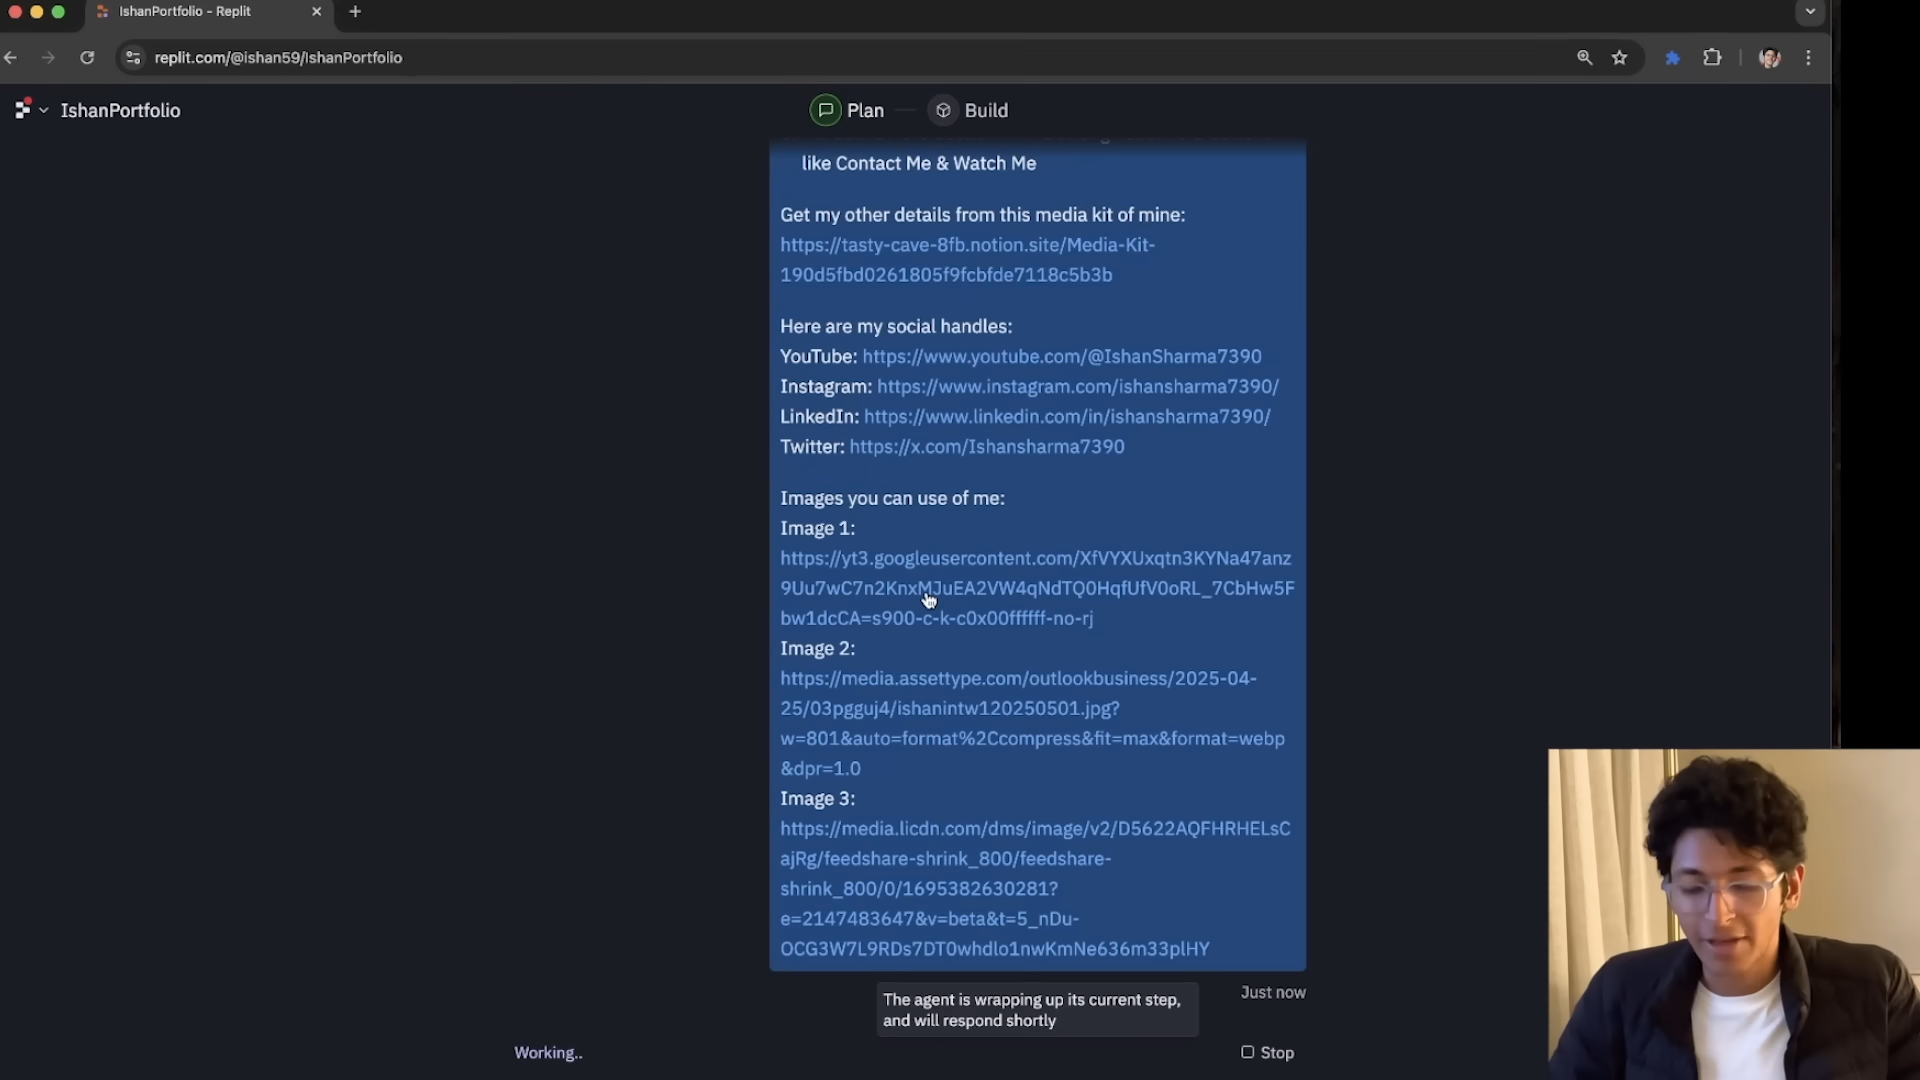 IshanPortfolio - Replit
replit.com/@ishan59/IshanPortfolio
IshanPortfolio
Plan
Build
like Contact Me & Watch Me
Get my other details from this media kit of mine:
https://tasty-cave-8fb.notion.site/Media-Kit-
190d5fbd0261805f9fcbfde7118c5b3b
Here are my social handles:
YouTube: https://www.youtube.com/@IshanSharma7390
Instagram: https://www.instagram.com/ishansharma7390/
LinkedIn: https://www.linkedin.com/in/ishansharma7390/
Twitter: https://x.com/Ishansharma7390
Images you can use of me:
Image 1:
https://yt3.googleusercontent.com/XfVYXUxqtn3KYNa47anz
9Uu7wC7n2KnxMJuEA2VW4qNdTQ0HqfUfV0oRL_7CbHw5F
bw1dcCA=s900-c-k-c0x00ffffff-no-rj
Image 2:
https://media.assettype.com/outlookbusiness/2025-04-
25/03pgguj4/ishanintw120250501.jpg?
w=801&auto=format%2Ccompress&fit=max&format=webp
&dpr=1.0
Image 3:
https://media.licdn.com/dms/image/v2/D5622AQFHRHELsC
ajRg/feedshare-shrink_800/feedshare-
shrink_800/0/1695382630281?
e=2147483647&v=beta&t=5_nDu-
OCG3W7L9RDs7DT0whdlo1nwKmNe636m33plHY
Just now
The agent is wrapping up its current step,
and will respond shortly
Working..
Stop